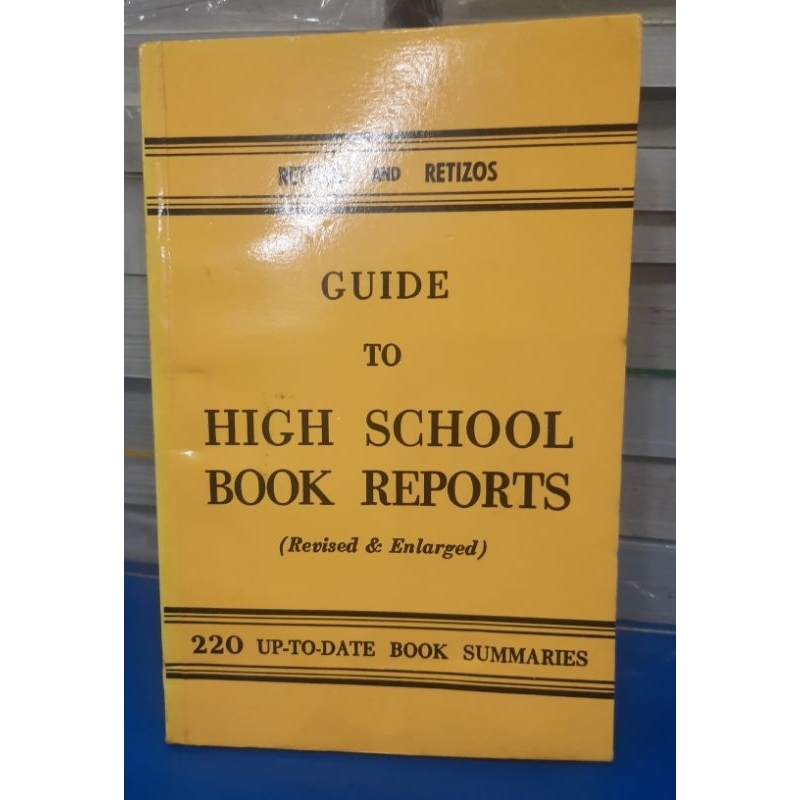 AND RETIZOS
GUIDE
TO
HIGH SCHOOL
BOOK REPORTS
(Revised & Enlarged)
220 UP-TO-DATE BOOK SUMMARIES